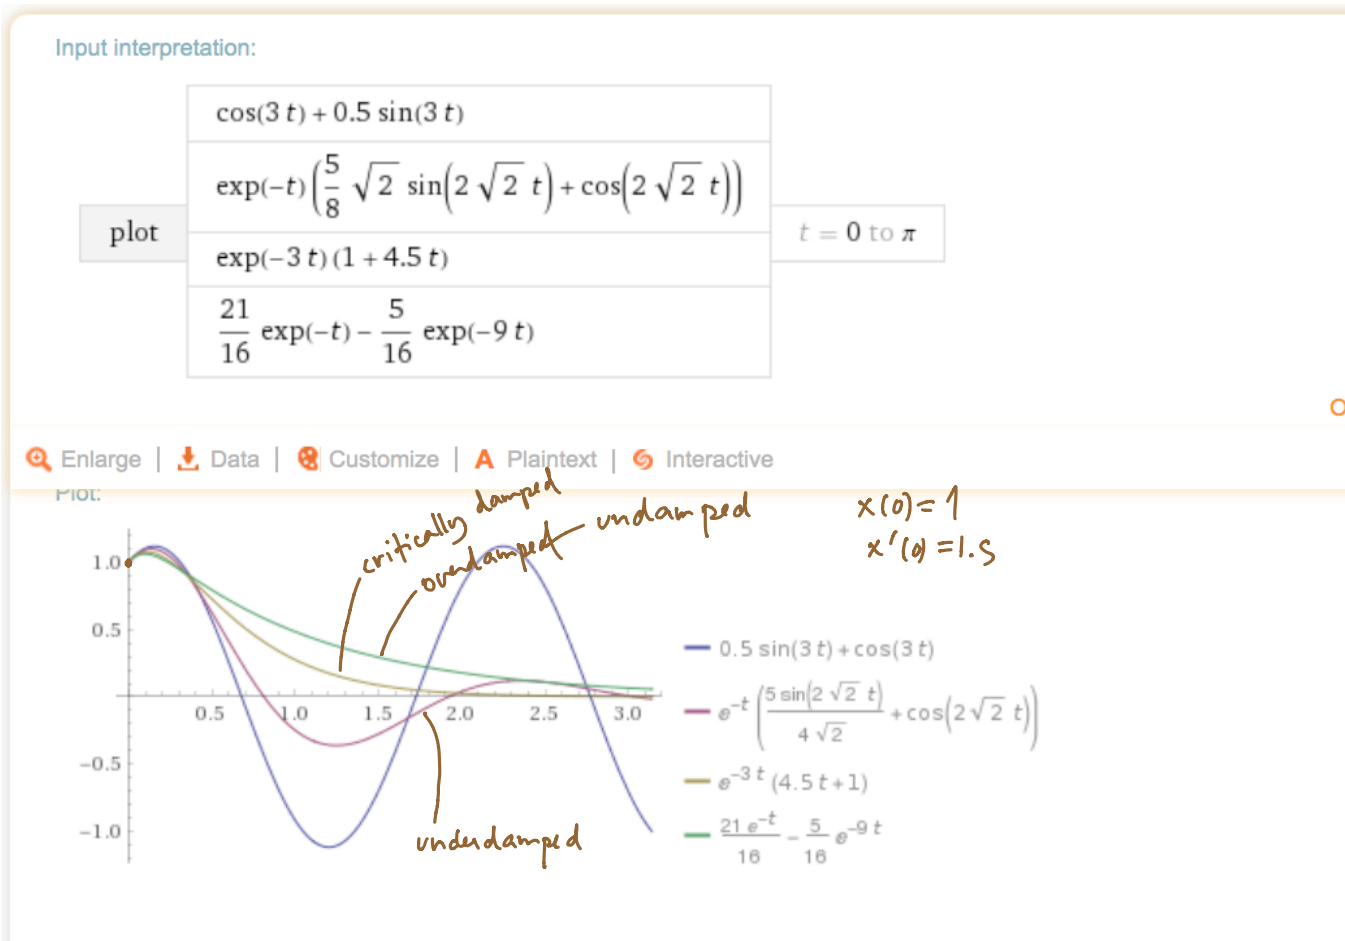 Input interpretation:
plot
cos(3 t) + 0.5 sin(3 t)
exp(−t) (5/8 √2 sin(2 √2 t) + cos(2 √2 t))
exp(−3 t) (1 + 4.5 t)
21/16 exp(−t) − 5/16 exp(−9 t)
t = 0 to π
Enlarge | Data | Customize | A Plaintext | Interactive
Plot:
critically damped
overdamped
undamped
x(0) = 1
x'(0) = 1.5
1.0
0.5
−0.5
−1.0
0.5 1.0 1.5 2.0 2.5 3.0
underdamped
0.5 sin(3 t) + cos(3 t)
e^−t (5 sin(2 √2 t)/4 √2 + cos(2 √2 t))
e^−3 t (4.5 t + 1)
21 e^−t/16 − 5/16 e^−9 t